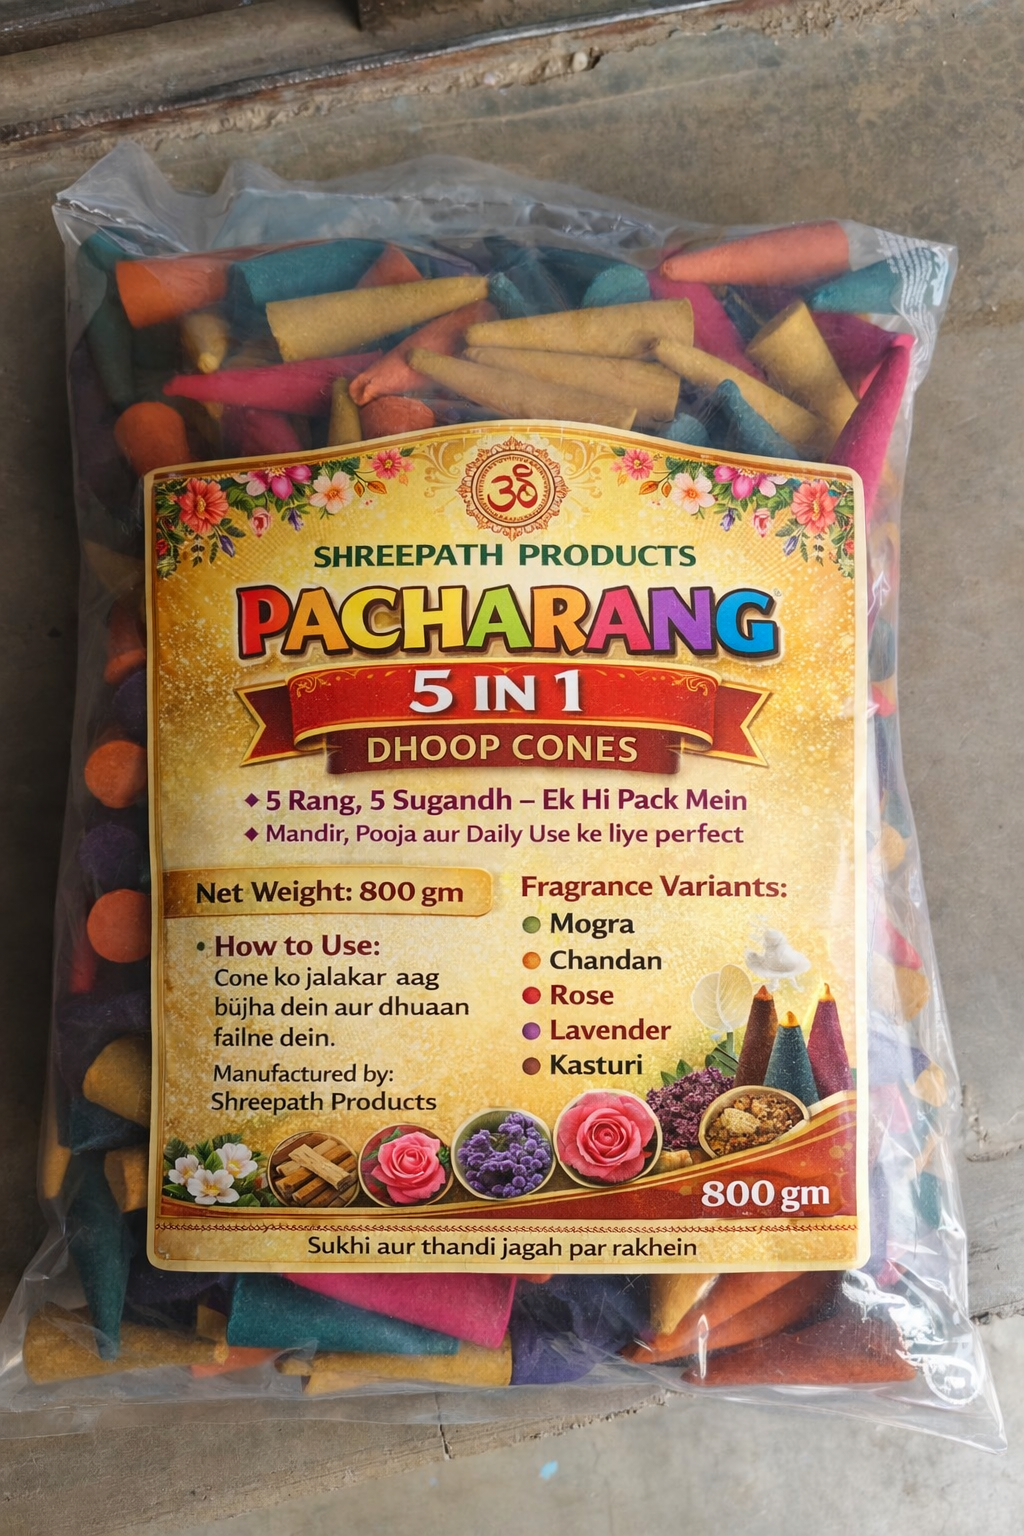 ૐ
SHREEPATH PRODUCTS
PACHARANG
5 IN 1
DHOOP CONES
◆ 5 Rang, 5 Sugandh – Ek Hi Pack Mein
◆ Mandir, Pooja aur Daily Use ke liye perfect
Net Weight: 800 gm
• How to Use:
Cone ko jalakar aag
büjha dein aur dhuaan
failne dein.
Manufactured by:
Shreepath Products
Fragrance Variants:
Mogra
Chandan
Rose
Lavender
Kasturi
800 gm
Sukhi aur thandi jagah par rakhein